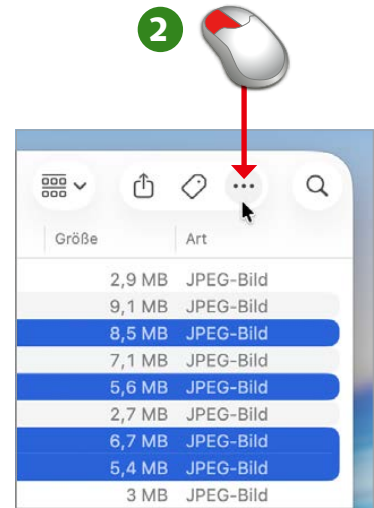 2
Größe Art
2,9 MB JPEG-Bild
9,1 MB JPEG-Bild
8,5 MB JPEG-Bild
7,1 MB JPEG-Bild
5,6 MB JPEG-Bild
2,7 MB JPEG-Bild
6,7 MB JPEG-Bild
5,4 MB JPEG-Bild
3 MB JPEG-Bild